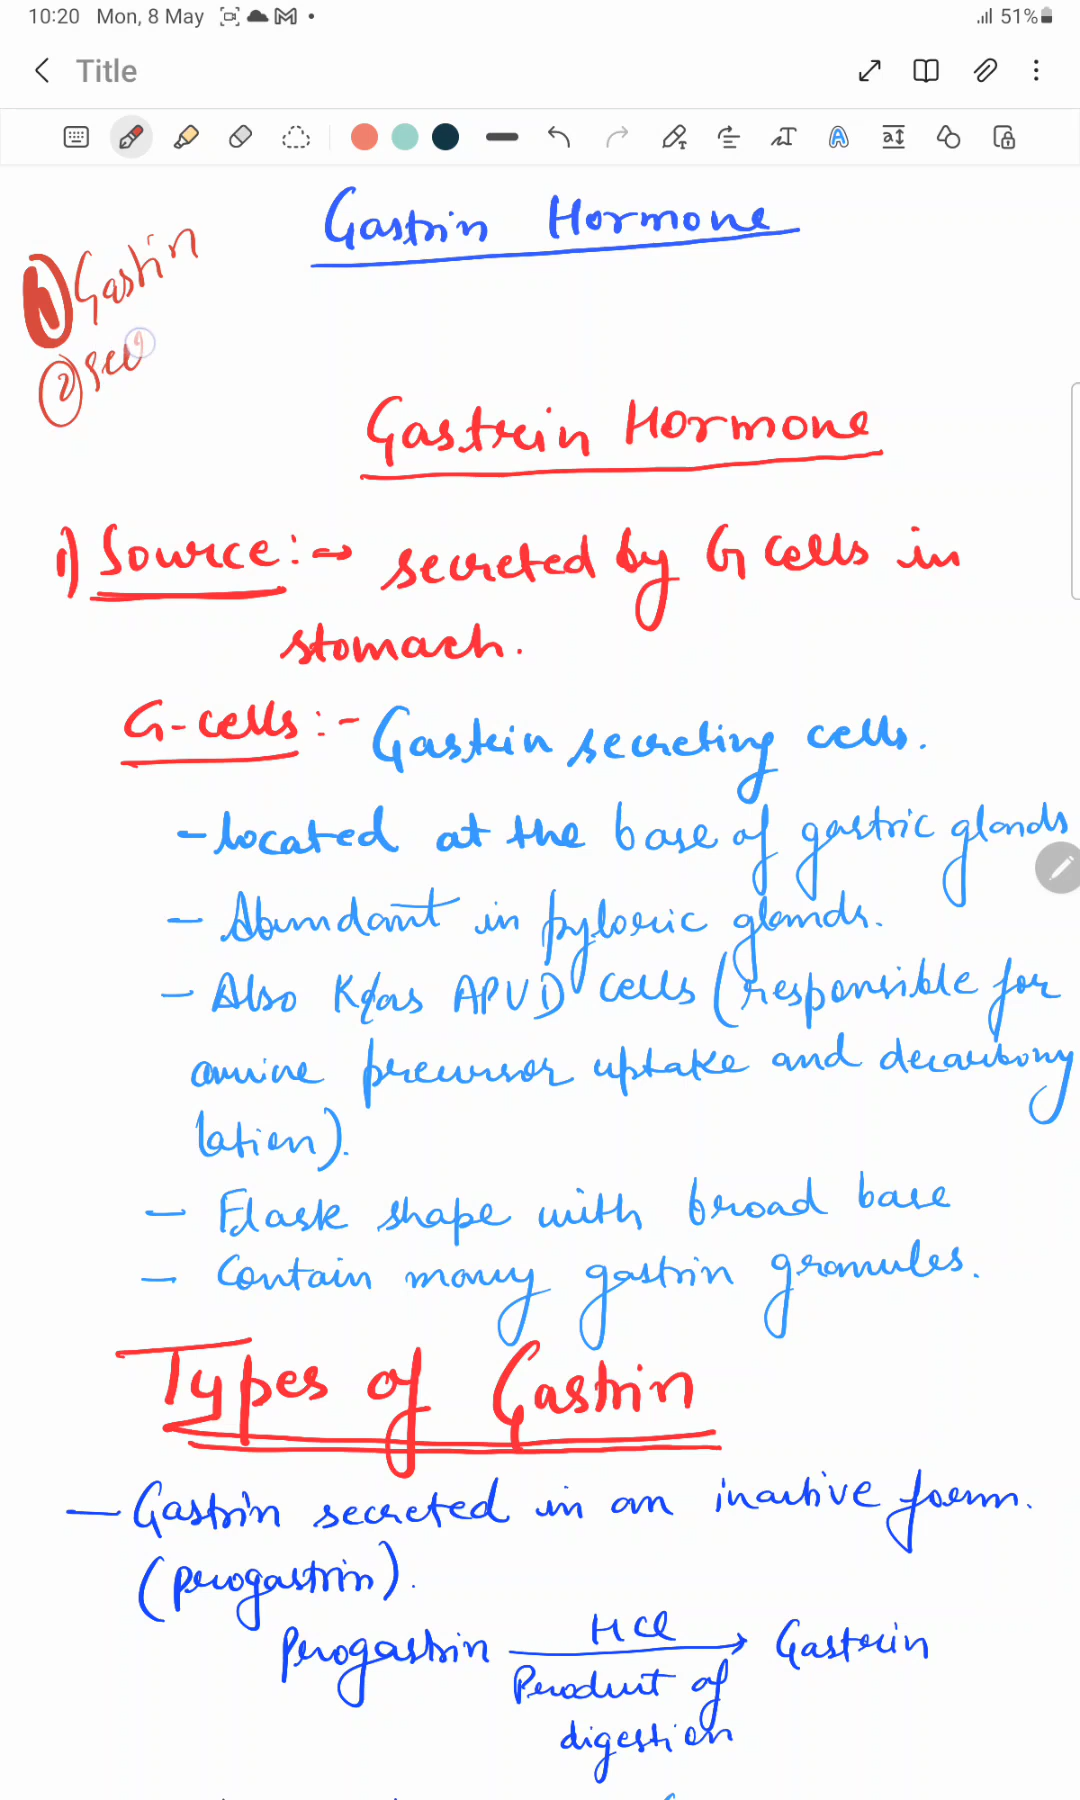 10:20 Mon, 8 May 51%
Title
Gastrin Hormone
1) Gastrin
2) sec
Gastrin Hormone
1) Source:→ secreted by G cells in
stomach.
G-cells :- Gastrin secreting cells.
- located at the base of gastric glands
- Abundant in pyloric glands.
- Also K/as APUD cells (responsible for
amine precursor uptake and decarboxy
lation).
- Flask shape with broad base
- Contain many gastrin granules.
Types of Gastrin
- Gastrin secreted in an inactive form.
(progastrin).
Progastrin HCl → Gastrin
Product of
digestion